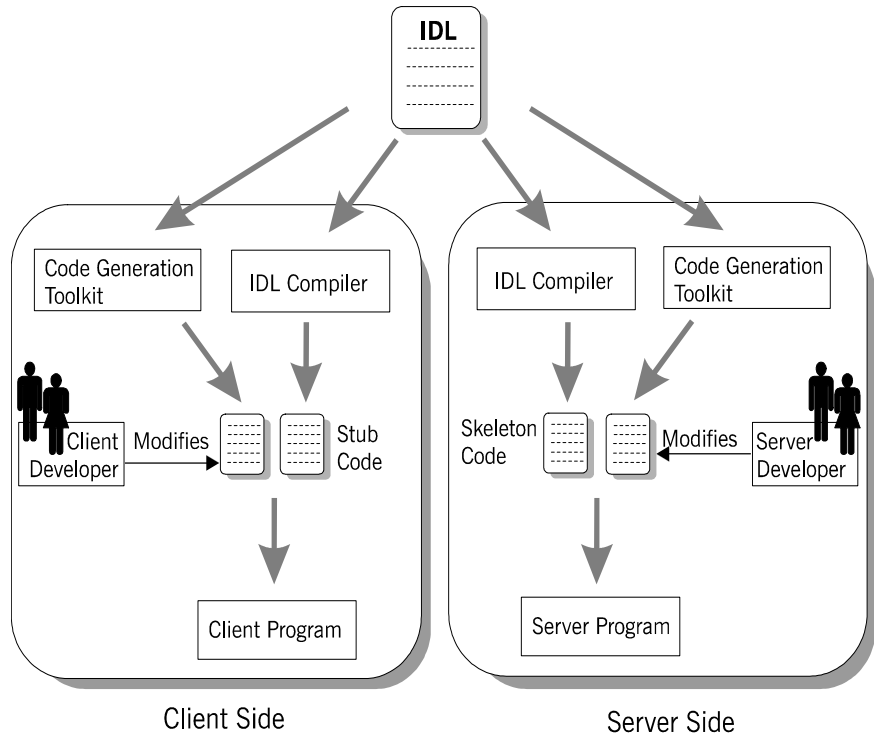 IDL
Code Generation
Toolkit
IDL Compiler
IDL Compiler
Code Generation
Toolkit
Client
Developer
Modifies
Stub
Code
Skeleton
Code
Modifies
Server
Developer
Client Program
Server Program
Client Side
Server Side